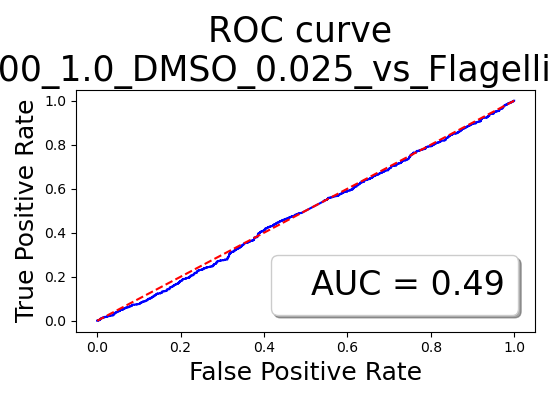 ROC curve
00_1.0_DMSO_0.025_vs_Flagelli
True Positive Rate
1.0
0.8
0.6
0.4
0.2
0.0
AUC = 0.49
0.0 0.2 0.4 0.6 0.8 1.0
False Positive Rate